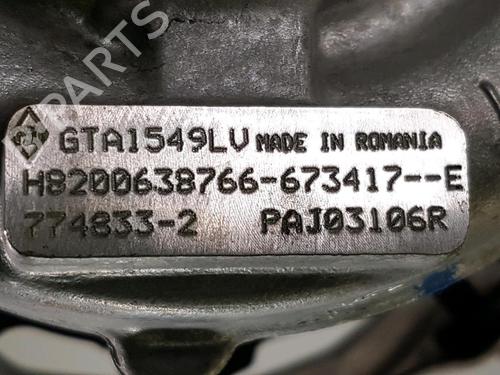 PARTS
GTA1549LV MADE IN ROMANIA
H8200638766-673417--E
774833-2 PAJ03106R